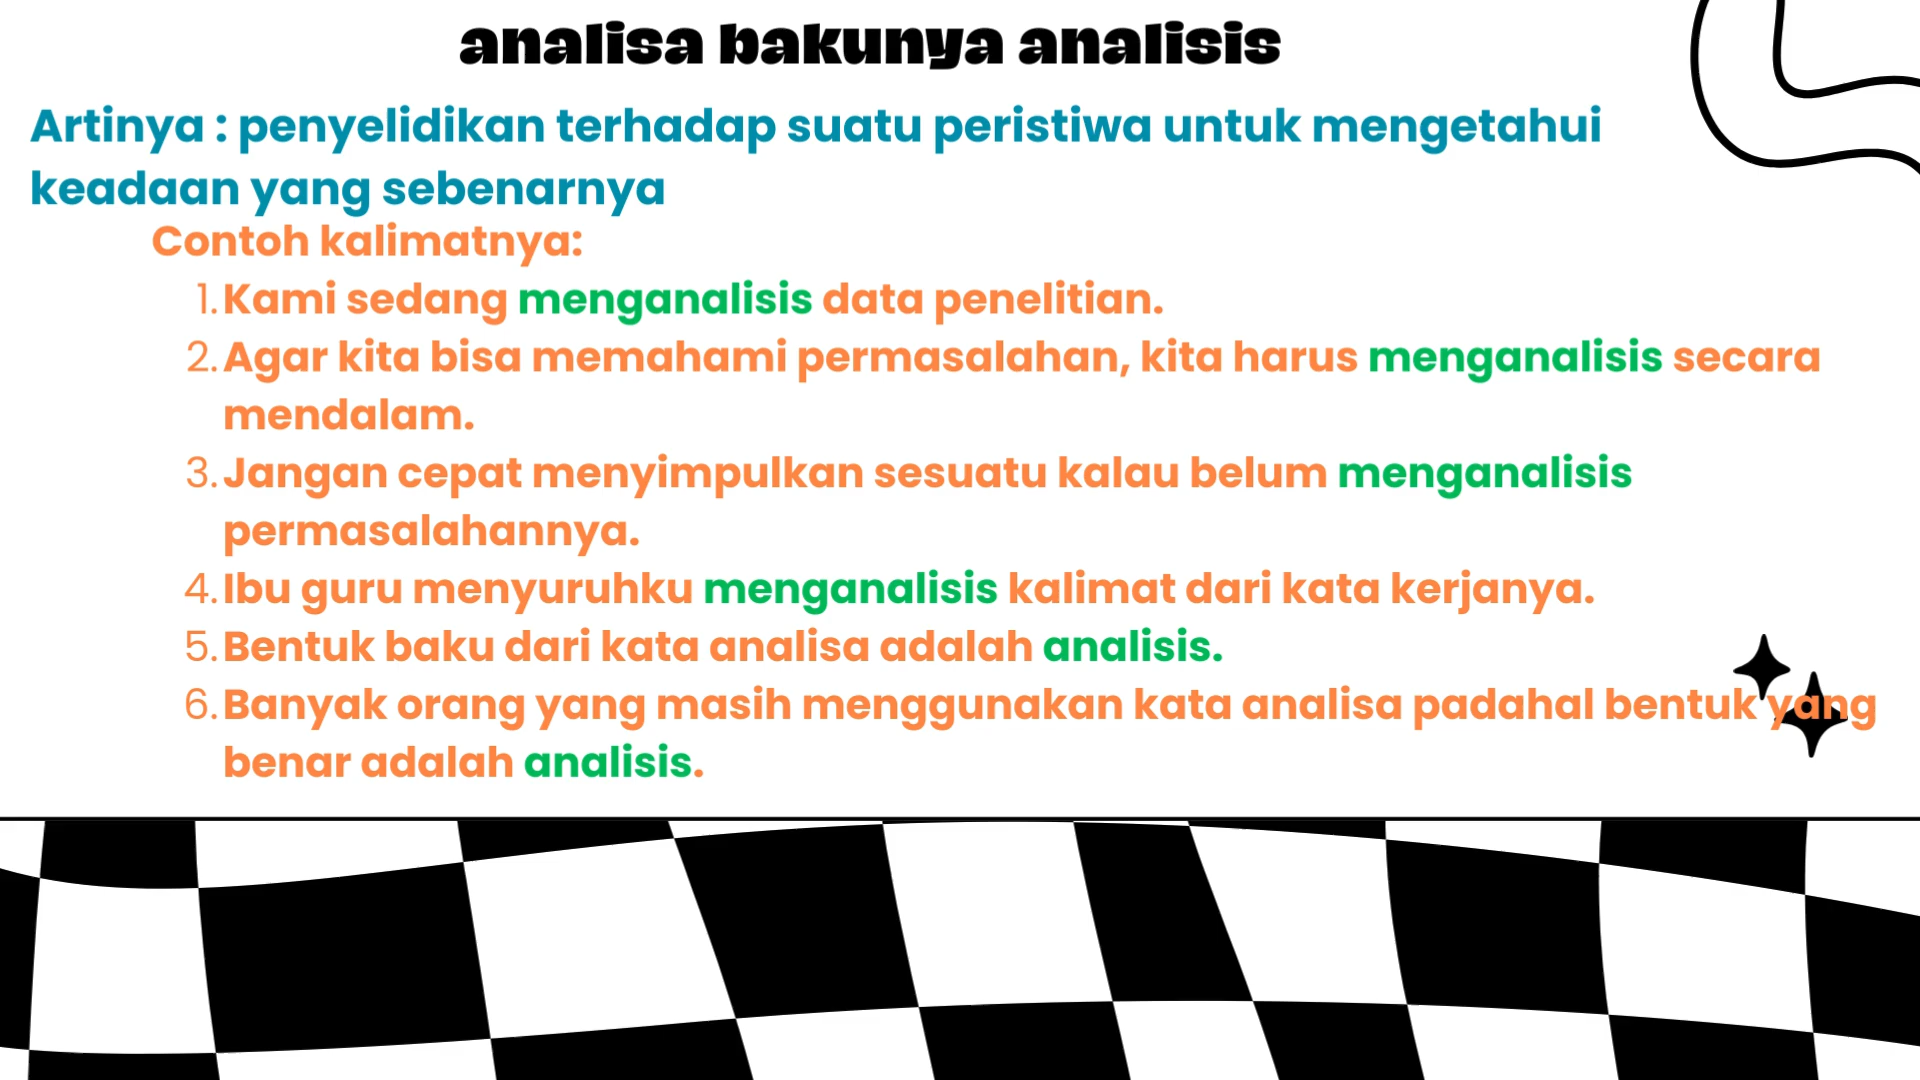 analisa bakunya analisis
Artinya : penyelidikan terhadap suatu peristiwa untuk mengetahui
keadaan yang sebenarnya
Contoh kalimatnya:
1. Kami sedang menganalisis data penelitian.
2. Agar kita bisa memahami permasalahan, kita harus menganalisis secara
mendalam.
3. Jangan cepat menyimpulkan sesuatu kalau belum menganalisis
permasalahannya.
4. Ibu guru menyuruhku menganalisis kalimat dari kata kerjanya.
5. Bentuk baku dari kata analisa adalah analisis.
6. Banyak orang yang masih menggunakan kata analisa padahal bentuk yang
benar adalah analisis.